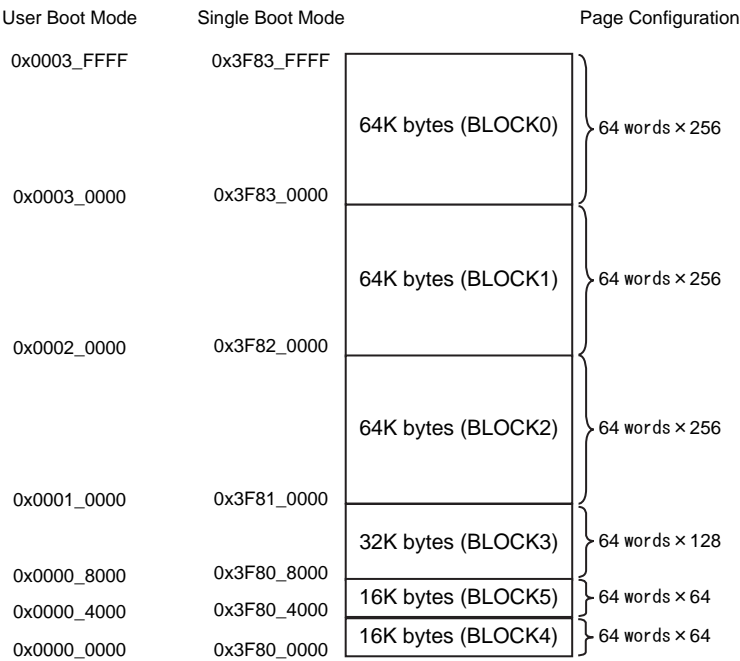 User Boot Mode Single Boot Mode Page Configuration
0x0003_FFFF 0x3F83_FFFF
64K bytes (BLOCK0) 64 words×256
0x0003_0000 0x3F83_0000
64K bytes (BLOCK1) 64 words×256
0x0002_0000 0x3F82_0000
64K bytes (BLOCK2) 64 words×256
0x0001_0000 0x3F81_0000
32K bytes (BLOCK3) 64 words×128
0x0000_8000 0x3F80_8000
16K bytes (BLOCK5) 64 words×64
0x0000_4000 0x3F80_4000
16K bytes (BLOCK4) 64 words×64
0x0000_0000 0x3F80_0000